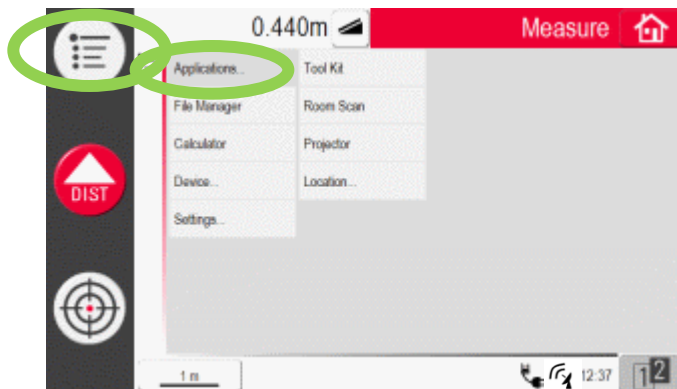 0.440m
Measure
Applications...
Tool Kit
File Manager
Room Scan
Calculator
Projector
Device...
Location...
Settings...
DIST
1 m
12:37
1 2